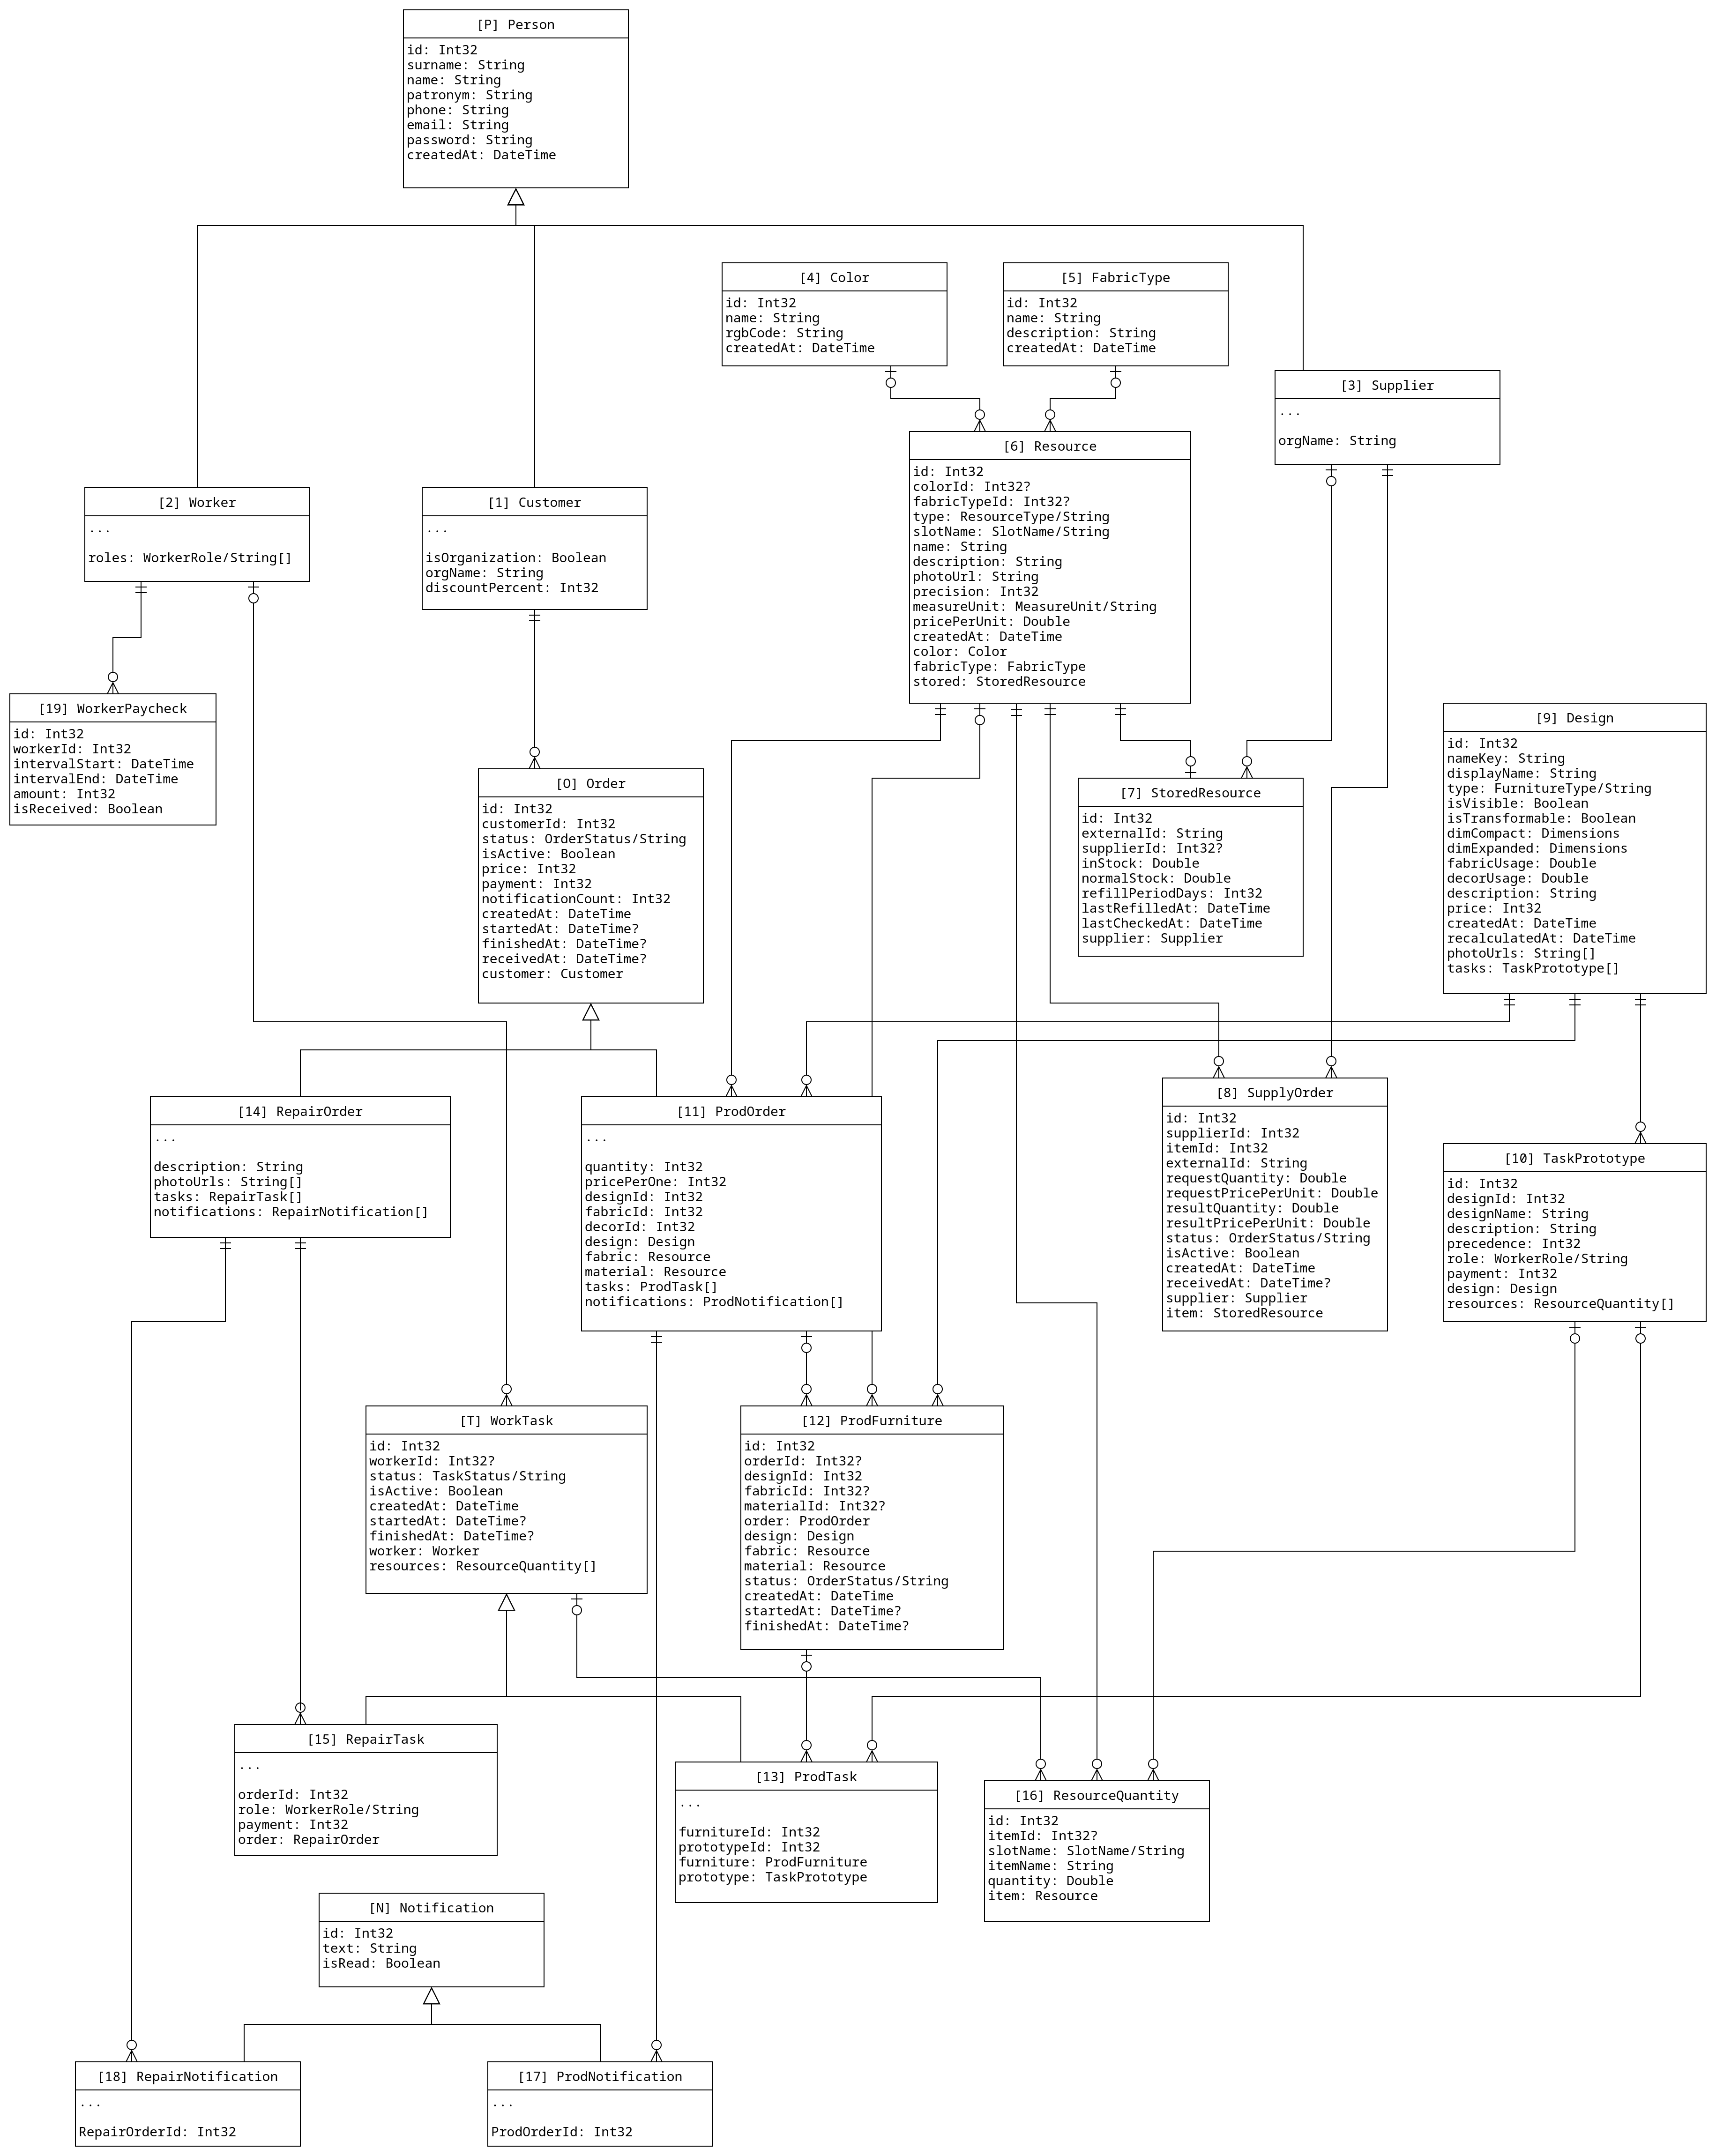 [P] Person
id: Int32
surname: String
name: String
patronym: String
phone: String
email: String
password: String
createdAt: DateTime
[4] Color
id: Int32
name: String
rgbCode: String
createdAt: DateTime
[5] FabricType
id: Int32
name: String
description: String
createdAt: DateTime
[3] Supplier
...
orgName: String
[2] Worker
...
roles: WorkerRole/String[]
[1] Customer
...
isOrganization: Boolean
orgName: String
discountPercent: Int32
[6] Resource
id: Int32
colorId: Int32?
fabricTypeId: Int32?
type: ResourceType/String
slotName: SlotName/String
name: String
description: String
photoUrl: String
precision: Int32
measureUnit: MeasureUnit/String
pricePerUnit: Double
createdAt: DateTime
color: Color
fabricType: FabricType
stored: StoredResource
[19] WorkerPaycheck
id: Int32
workerId: Int32
intervalStart: DateTime
intervalEnd: DateTime
amount: Int32
isReceived: Boolean
[O] Order
id: Int32
customerId: Int32
status: OrderStatus/String
isActive: Boolean
price: Int32
payment: Int32
notificationCount: Int32
createdAt: DateTime
startedAt: DateTime?
finishedAt: DateTime?
receivedAt: DateTime?
customer: Customer
[7] StoredResource
id: Int32
externalId: String
supplierId: Int32?
inStock: Double
normalStock: Double
refillPeriodDays: Int32
lastRefilledAt: DateTime
lastCheckedAt: DateTime
supplier: Supplier
[9] Design
id: Int32
nameKey: String
displayName: String
type: FurnitureType/String
isVisible: Boolean
isTransformable: Boolean
dimCompact: Dimensions
dimExpanded: Dimensions
fabricUsage: Double
decorUsage: Double
description: String
price: Int32
createdAt: DateTime
recalculatedAt: DateTime
photoUrls: String[]
tasks: TaskPrototype[]
[14] RepairOrder
...
description: String
photoUrls: String[]
tasks: RepairTask[]
notifications: RepairNotification[]
[11] ProdOrder
...
quantity: Int32
pricePerOne: Int32
designId: Int32
fabricId: Int32
decorId: Int32
design: Design
fabric: Resource
material: Resource
tasks: ProdTask[]
notifications: ProdNotification[]
[8] SupplyOrder
id: Int32
supplierId: Int32
itemId: Int32
externalId: String
requestQuantity: Double
requestPricePerUnit: Double
resultQuantity: Double
resultPricePerUnit: Double
status: OrderStatus/String
isActive: Boolean
createdAt: DateTime
receivedAt: DateTime?
supplier: Supplier
item: StoredResource
[10] TaskPrototype
id: Int32
designId: Int32
designName: String
description: String
precedence: Int32
role: WorkerRole/String
payment: Int32
design: Design
resources: ResourceQuantity[]
[T] WorkTask
id: Int32
workerId: Int32?
status: TaskStatus/String
isActive: Boolean
createdAt: DateTime
startedAt: DateTime?
finishedAt: DateTime?
worker: Worker
resources: ResourceQuantity[]
[12] ProdFurniture
id: Int32
orderId: Int32?
designId: Int32
fabricId: Int32?
materialId: Int32?
order: ProdOrder
design: Design
fabric: Resource
material: Resource
status: OrderStatus/String
createdAt: DateTime
startedAt: DateTime?
finishedAt: DateTime?
[15] RepairTask
...
orderId: Int32
role: WorkerRole/String
payment: Int32
order: RepairOrder
[13] ProdTask
...
furnitureId: Int32
prototypeId: Int32
furniture: ProdFurniture
prototype: TaskPrototype
[16] ResourceQuantity
id: Int32
itemId: Int32?
slotName: SlotName/String
itemName: String
quantity: Double
item: Resource
[N] Notification
id: Int32
text: String
isRead: Boolean
[18] RepairNotification
...
RepairOrderId: Int32
[17] ProdNotification
...
ProdOrderId: Int32